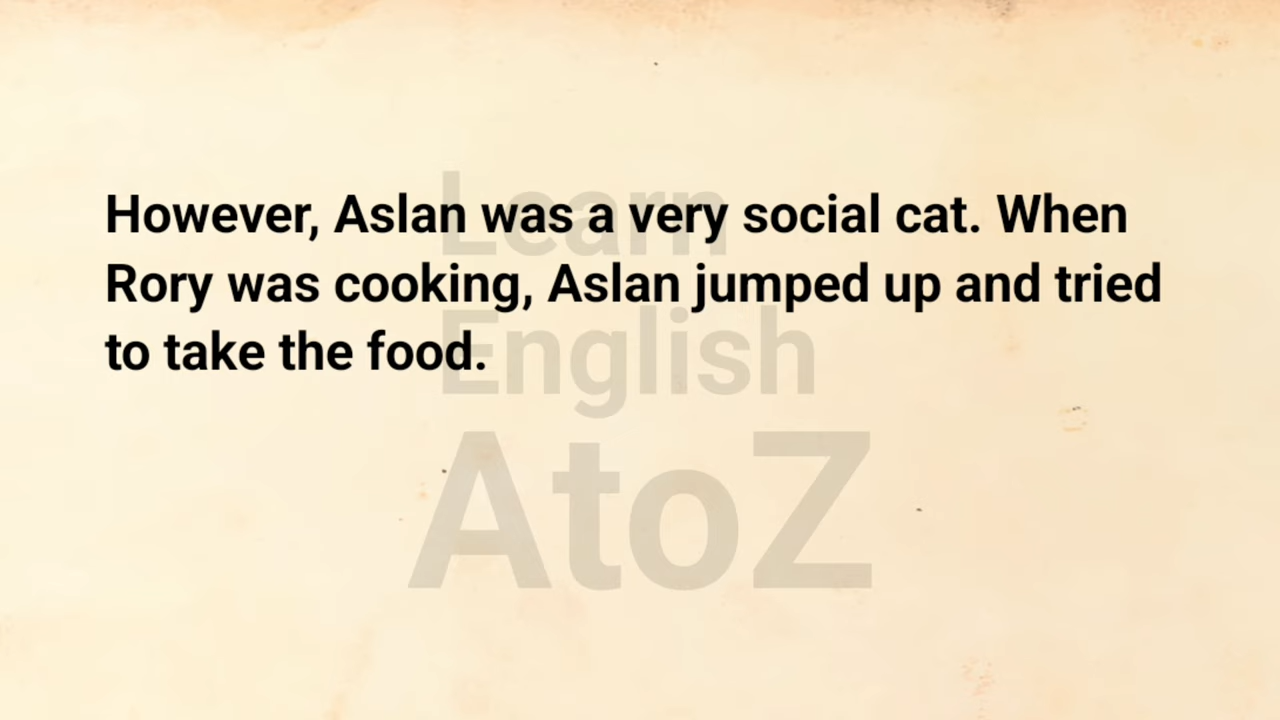 However, Aslan was a very social cat. When
Rory was cooking, Aslan jumped up and tried
to take the food.
Learn
English
AtoZ